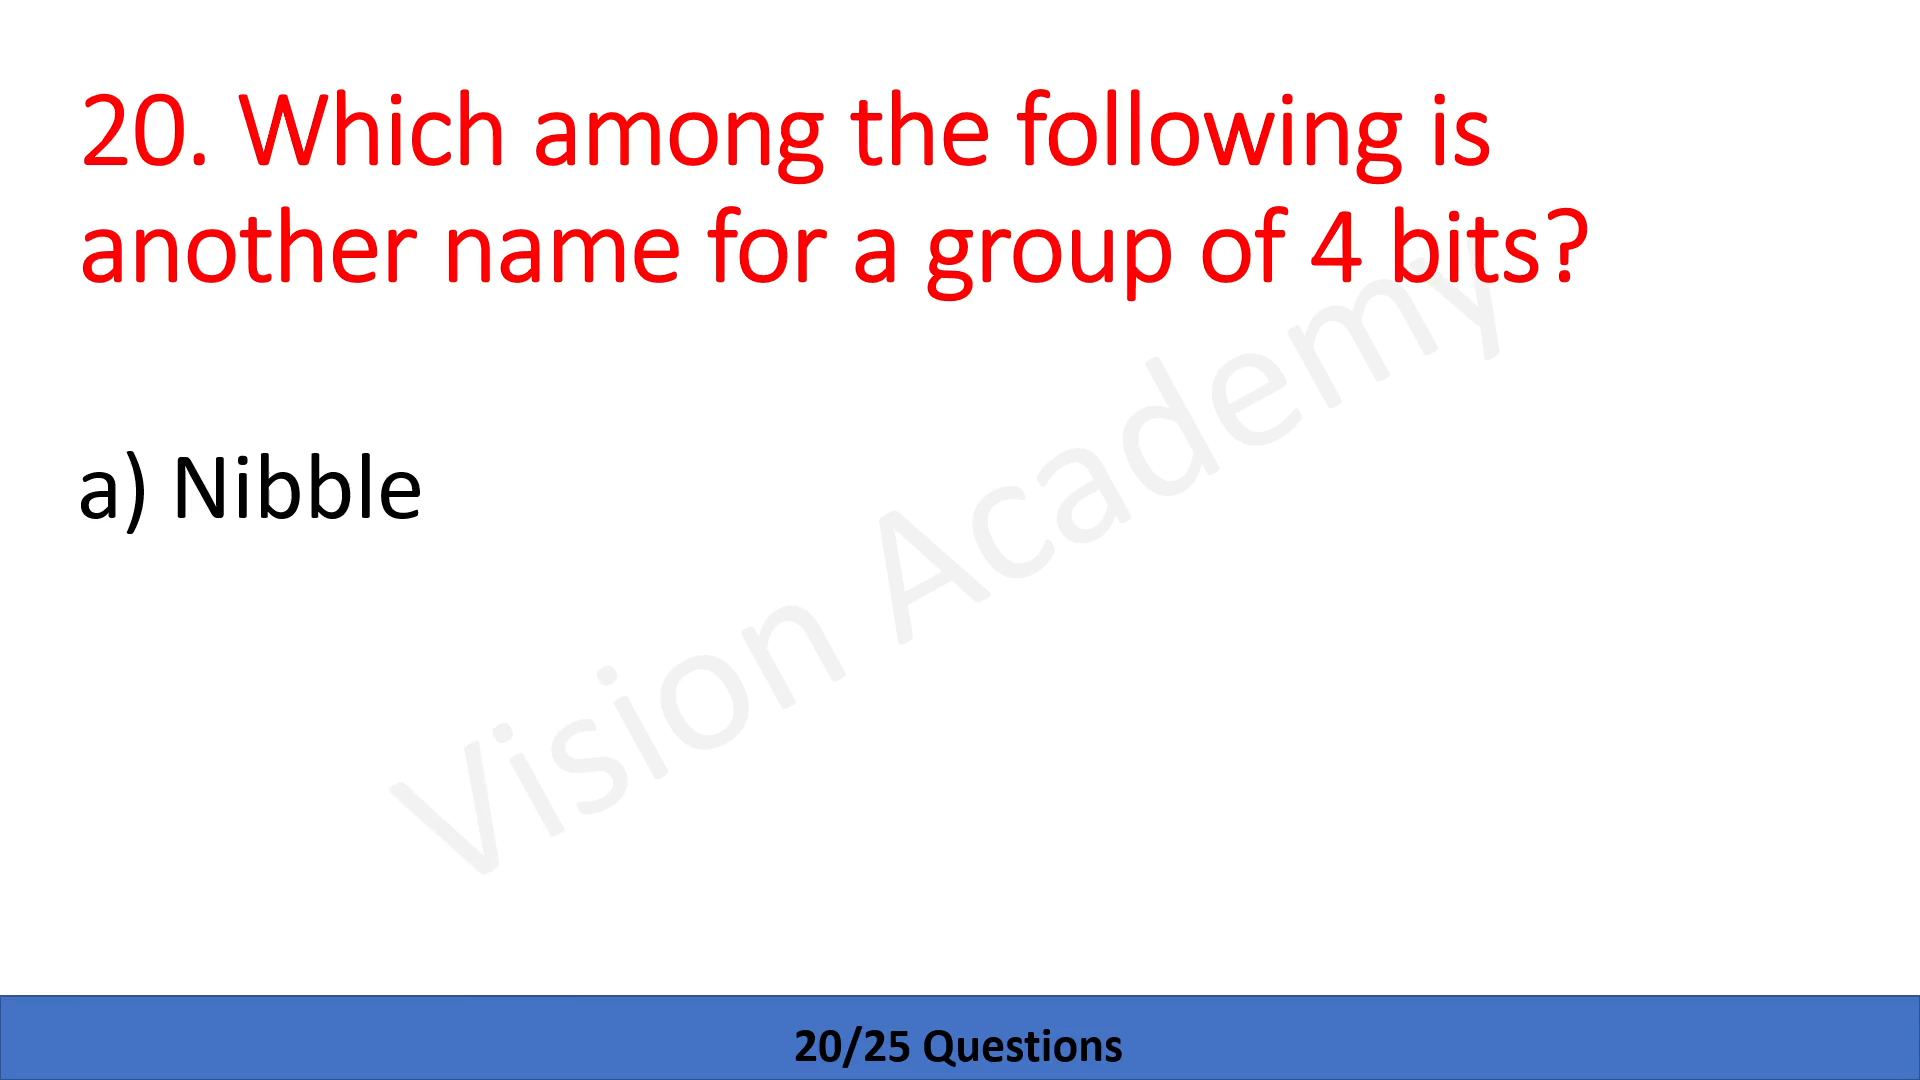 20. Which among the following is
another name for a group of 4 bits?
a) Nibble
Vision Academy
20/25 Questions